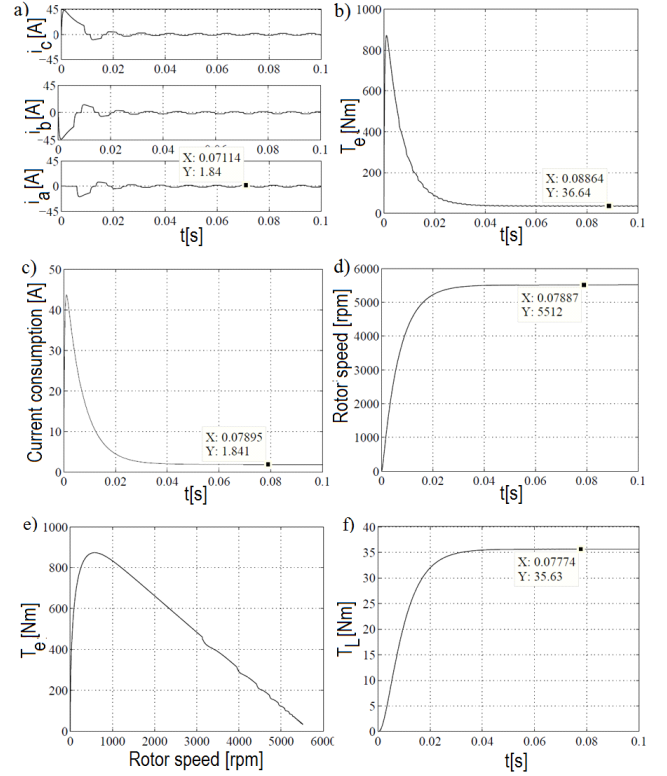 a)
i_c [A]
45
0
-45
0 0.02 0.04 0.06 0.08 0.1
i_b [A]
45
0
-45
0 0.02 0.04 0.06 0.08 0.1
X: 0.07114
Y: 1.84
i_a [A]
45
0
-45
0 0.02 0.04 0.06 0.08 0.1
t[s]
b)
T_e [Nm]
1000
800
600
400
200
0
X: 0.08864
Y: 36.64
0 0.02 0.04 0.06 0.08 0.1
t[s]
c)
Current consumption [A]
50
40
30
20
10
0
X: 0.07895
Y: 1.841
0 0.02 0.04 0.06 0.08 0.1
t[s]
d)
Rotor speed [rpm]
6000
5000
4000
3000
2000
1000
0
X: 0.07887
Y: 5512
0 0.02 0.04 0.06 0.08 0.1
t[s]
e)
T_e [Nm]
1000
800
600
400
200
0
0 1000 2000 3000 4000 5000 6000
Rotor speed [rpm]
f)
T_L [Nm]
40
35
30
25
20
15
10
5
0
X: 0.07774
Y: 35.63
0 0.02 0.04 0.06 0.08 0.1
t[s]